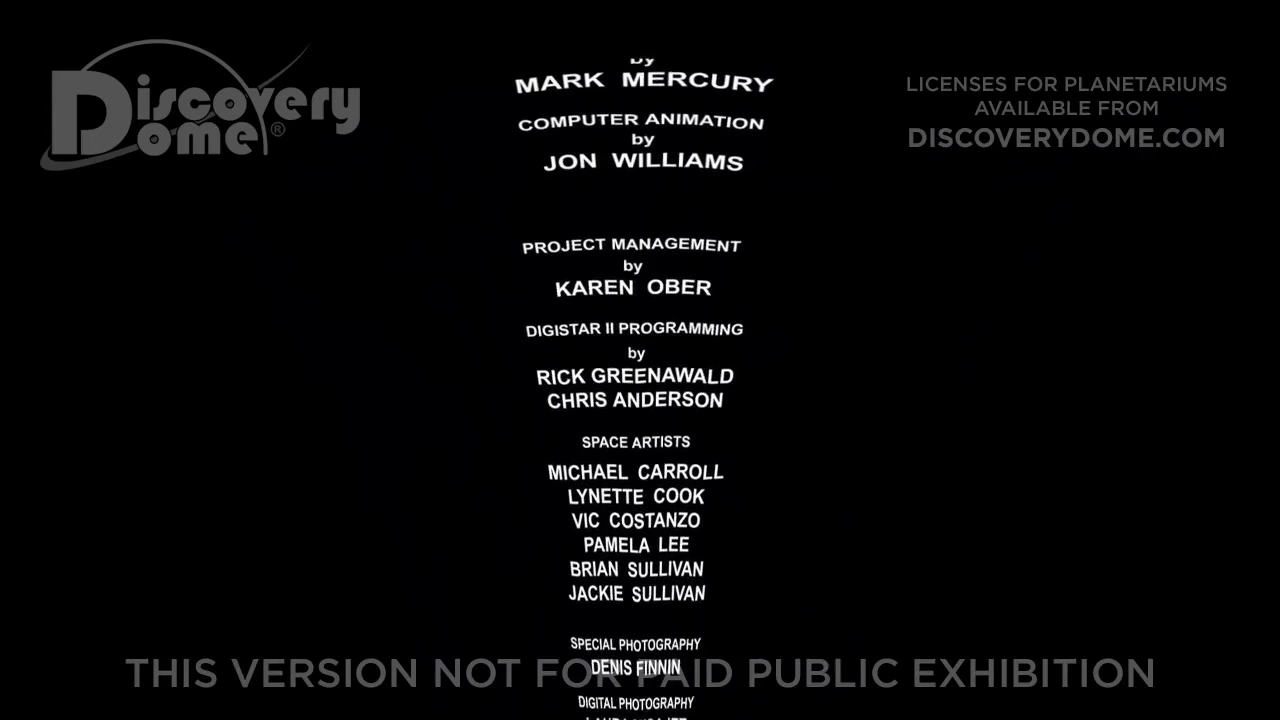 Discovery
Dome®
LICENSES FOR PLANETARIUMS
AVAILABLE FROM
DISCOVERYDOME.COM
by
MARK MERCURY
COMPUTER ANIMATION
by
JON WILLIAMS
PROJECT MANAGEMENT
by
KAREN OBER
DIGISTAR II PROGRAMMING
by
RICK GREENAWALD
CHRIS ANDERSON
SPACE ARTISTS
MICHAEL CARROLL
LYNETTE COOK
VIC COSTANZO
PAMELA LEE
BRIAN SULLIVAN
JACKIE SULLIVAN
SPECIAL PHOTOGRAPHY
DENIS FINNIN
THIS VERSION NOT FOR PAID PUBLIC EXHIBITION
DIGITAL PHOTOGRAPHY